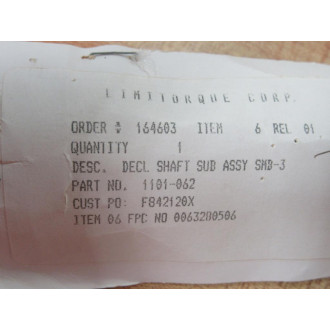 LIMITORQUE CORP.
ORDER # 164603 ITEM 6 REL 01
QUANTITY 1
DESC. DECL SHAFT SUB ASSY SMB-3
PART NO. 1101-062
CUST PO: F842120X
ITEM 06 FPC NO 0063280506